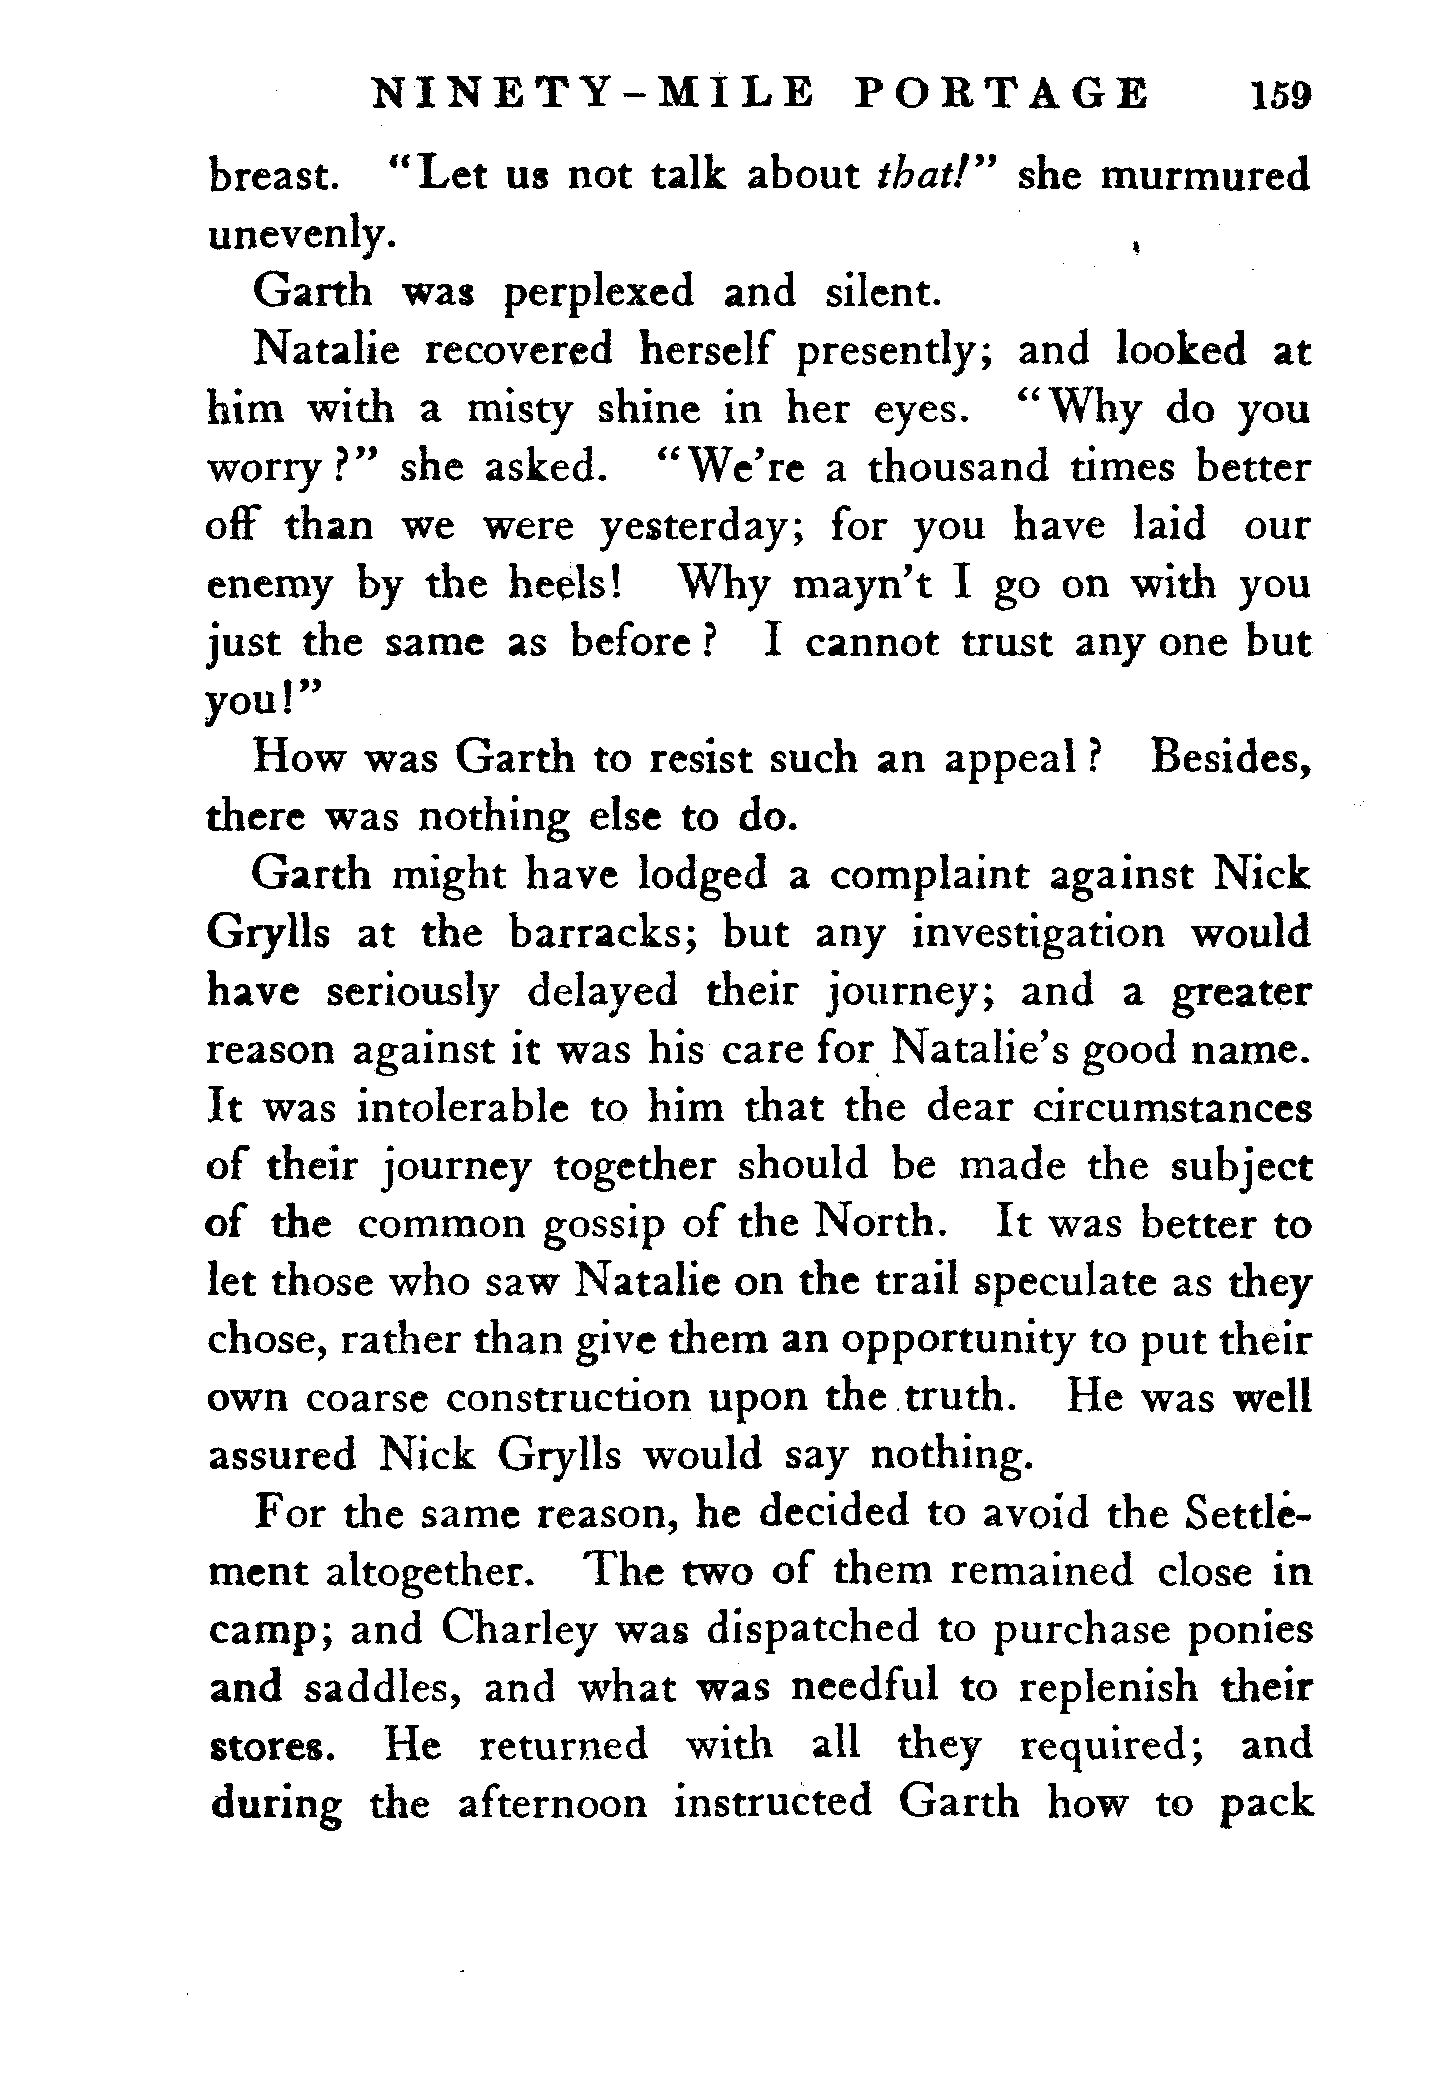 NINETY-MILE PORTAGE 159
breast. "Let us not talk about that!" she murmured
unevenly.
Garth was perplexed and silent.
Natalie recovered herself presently; and looked at
him with a misty shine in her eyes. "Why do you
worry?" she asked. "We're a thousand times better
off than we were yesterday; for you have laid our
enemy by the heels! Why mayn't I go on with you
just the same as before? I cannot trust any one but
you!"
How was Garth to resist such an appeal? Besides,
there was nothing else to do.
Garth might have lodged a complaint against Nick
Grylls at the barracks; but any investigation would
have seriously delayed their journey; and a greater
reason against it was his care for Natalie's good name.
It was intolerable to him that the dear circumstances
of their journey together should be made the subject
of the common gossip of the North. It was better to
let those who saw Natalie on the trail speculate as they
chose, rather than give them an opportunity to put their
own coarse construction upon the truth. He was well
assured Nick Grylls would say nothing.
For the same reason, he decided to avoid the Settle-
ment altogether. The two of them remained close in
camp; and Charley was dispatched to purchase ponies
and saddles, and what was needful to replenish their
stores. He returned with all they required; and
during the afternoon instructed Garth how to pack